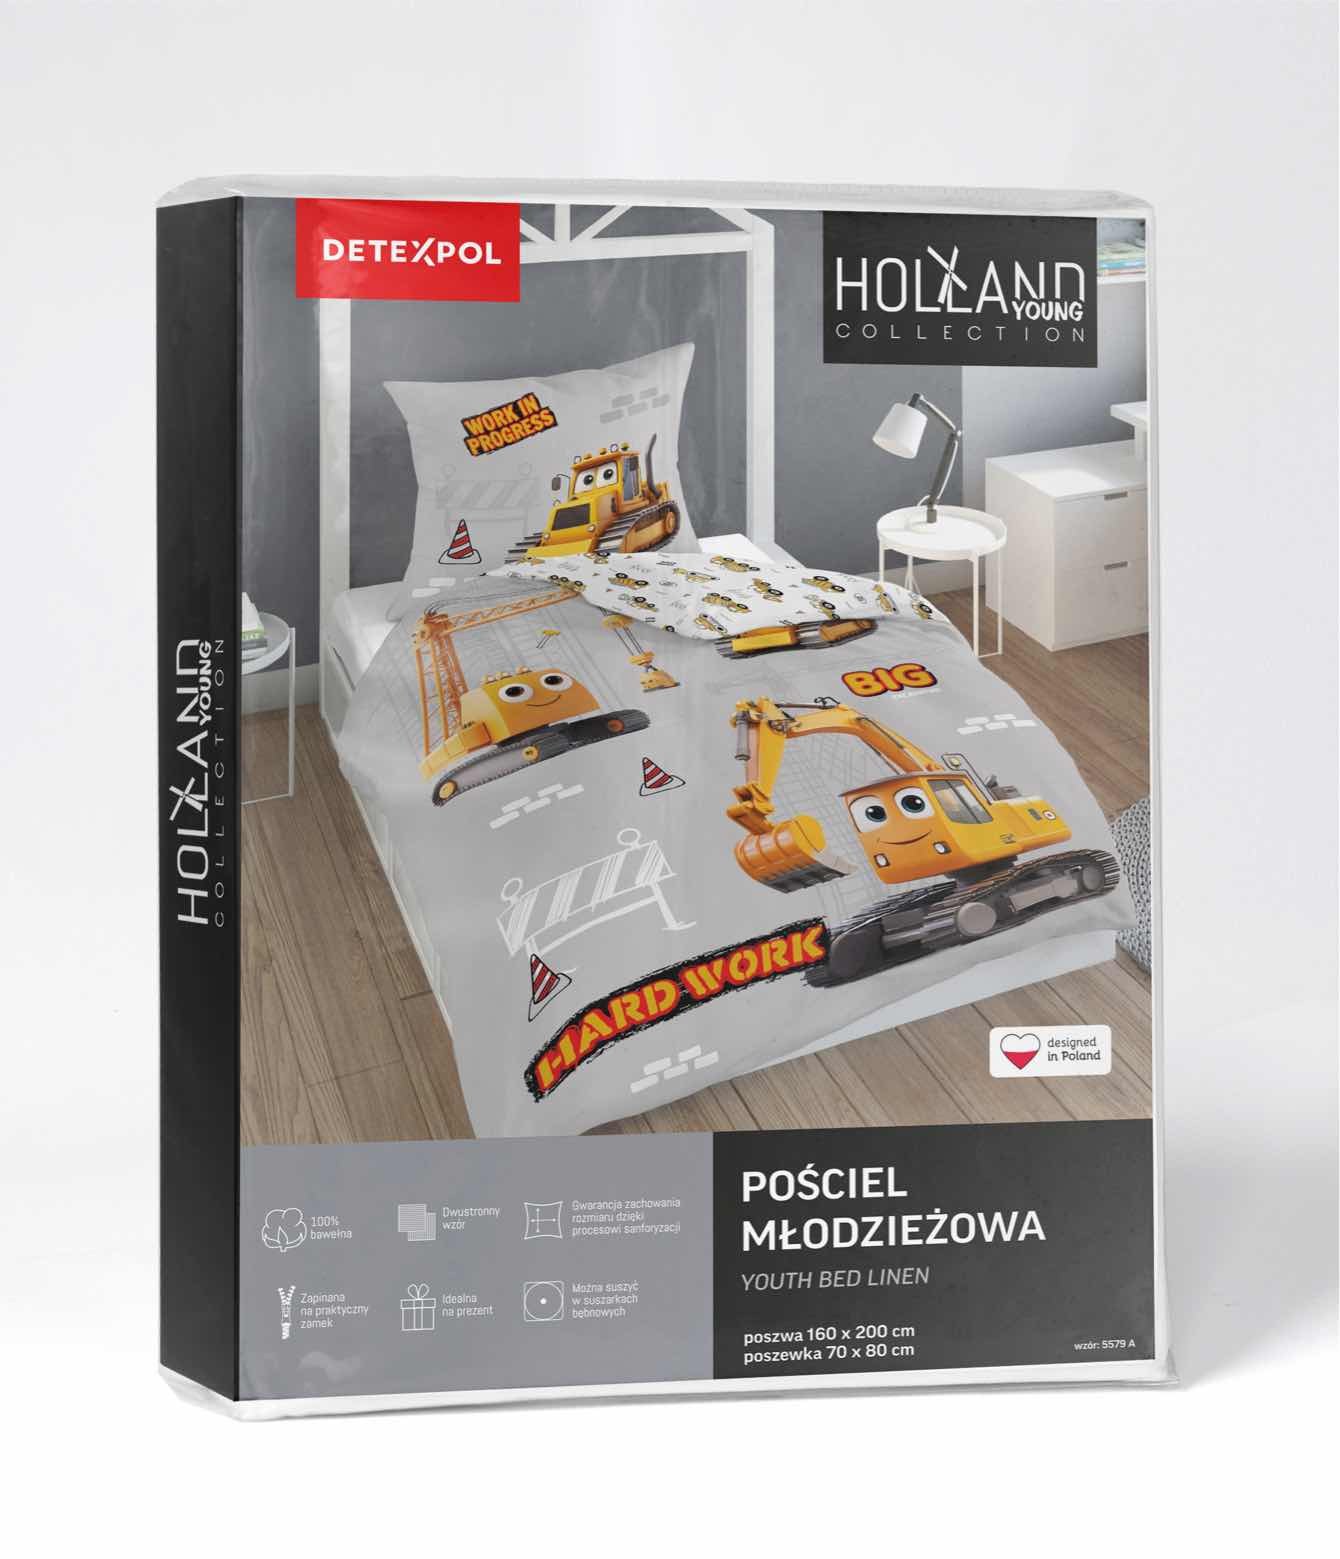 DETEXPOL
HOLLAND
YOUNG
COLLECTION
HOLLAND
YOUNG
COLLECTION
WORK IN
PROGRESS
BIG
HARD WORK
designed
in Poland
100%
bawełna
Dwustronny
wzór
Gwarancja zachowania
rozmiaru dzięki
procesowi sanforyzacji
Zapinana
na praktyczny
zamek
Idealna
na prezent
Można suszyć
w suszarkach
bębnowych
POŚCIEL
MŁODZIEŻOWA
YOUTH BED LINEN
poszwa 160 x 200 cm
poszewka 70 x 80 cm
wzór: 5579 A